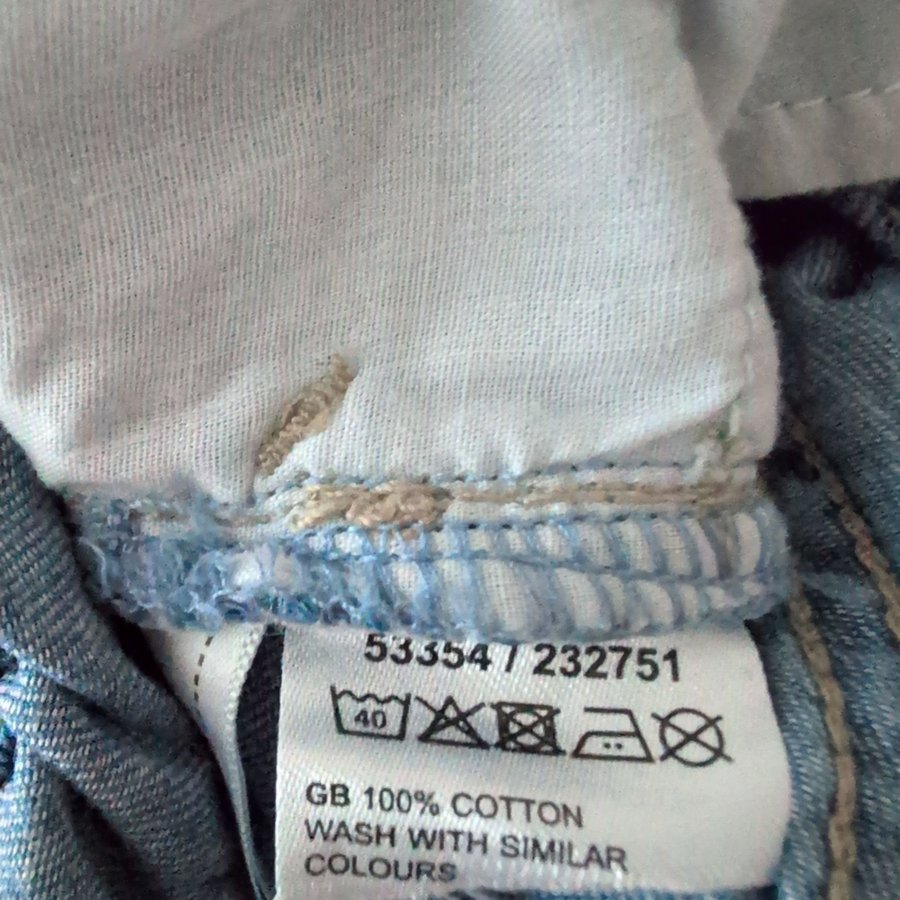 53354 / 232751
40
GB 100% COTTON
WASH WITH SIMILAR
COLOURS